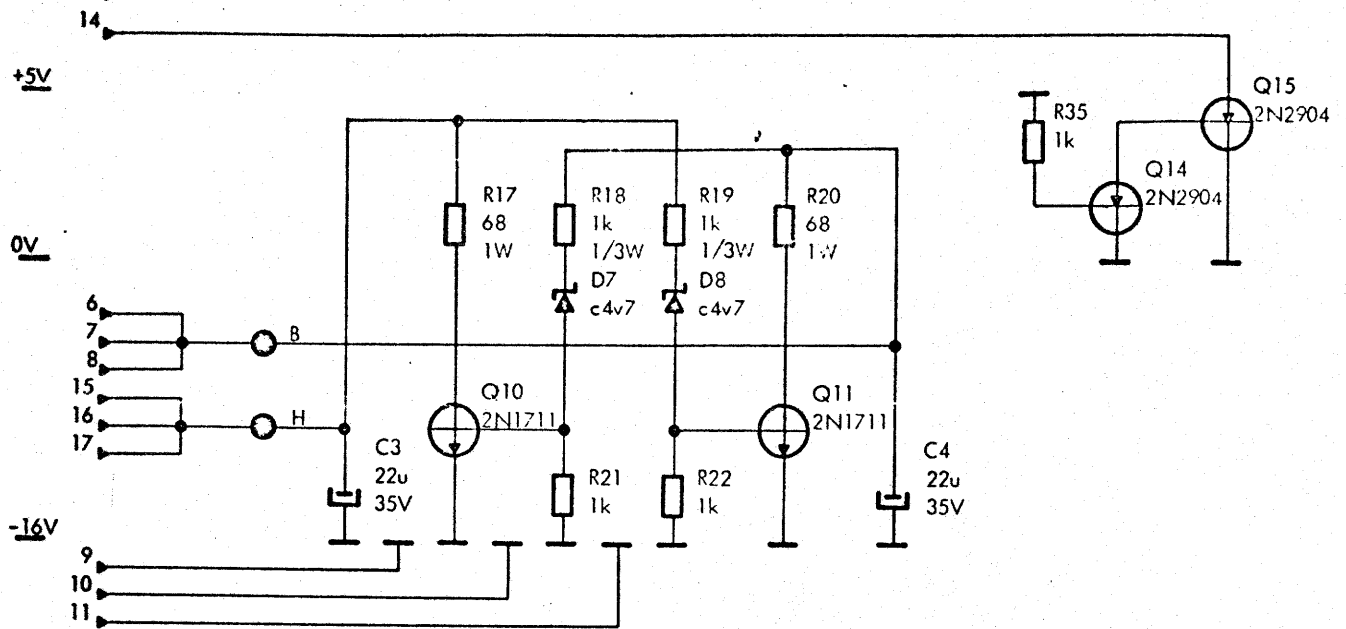 14
+5V
Q15
2N2904
R35
1k
Q14
2N2904
R17
68
1W
R18
1k
1/3W
D7
c4v7
R19
1k
1/3W
D8
c4v7
R20
68
1W
0V
6
7
8
B
15
16
17
H
Q10
2N1711
Q11
2N1711
C3
22u
35V
R21
1k
R22
1k
C4
22u
35V
-16V
9
10
11